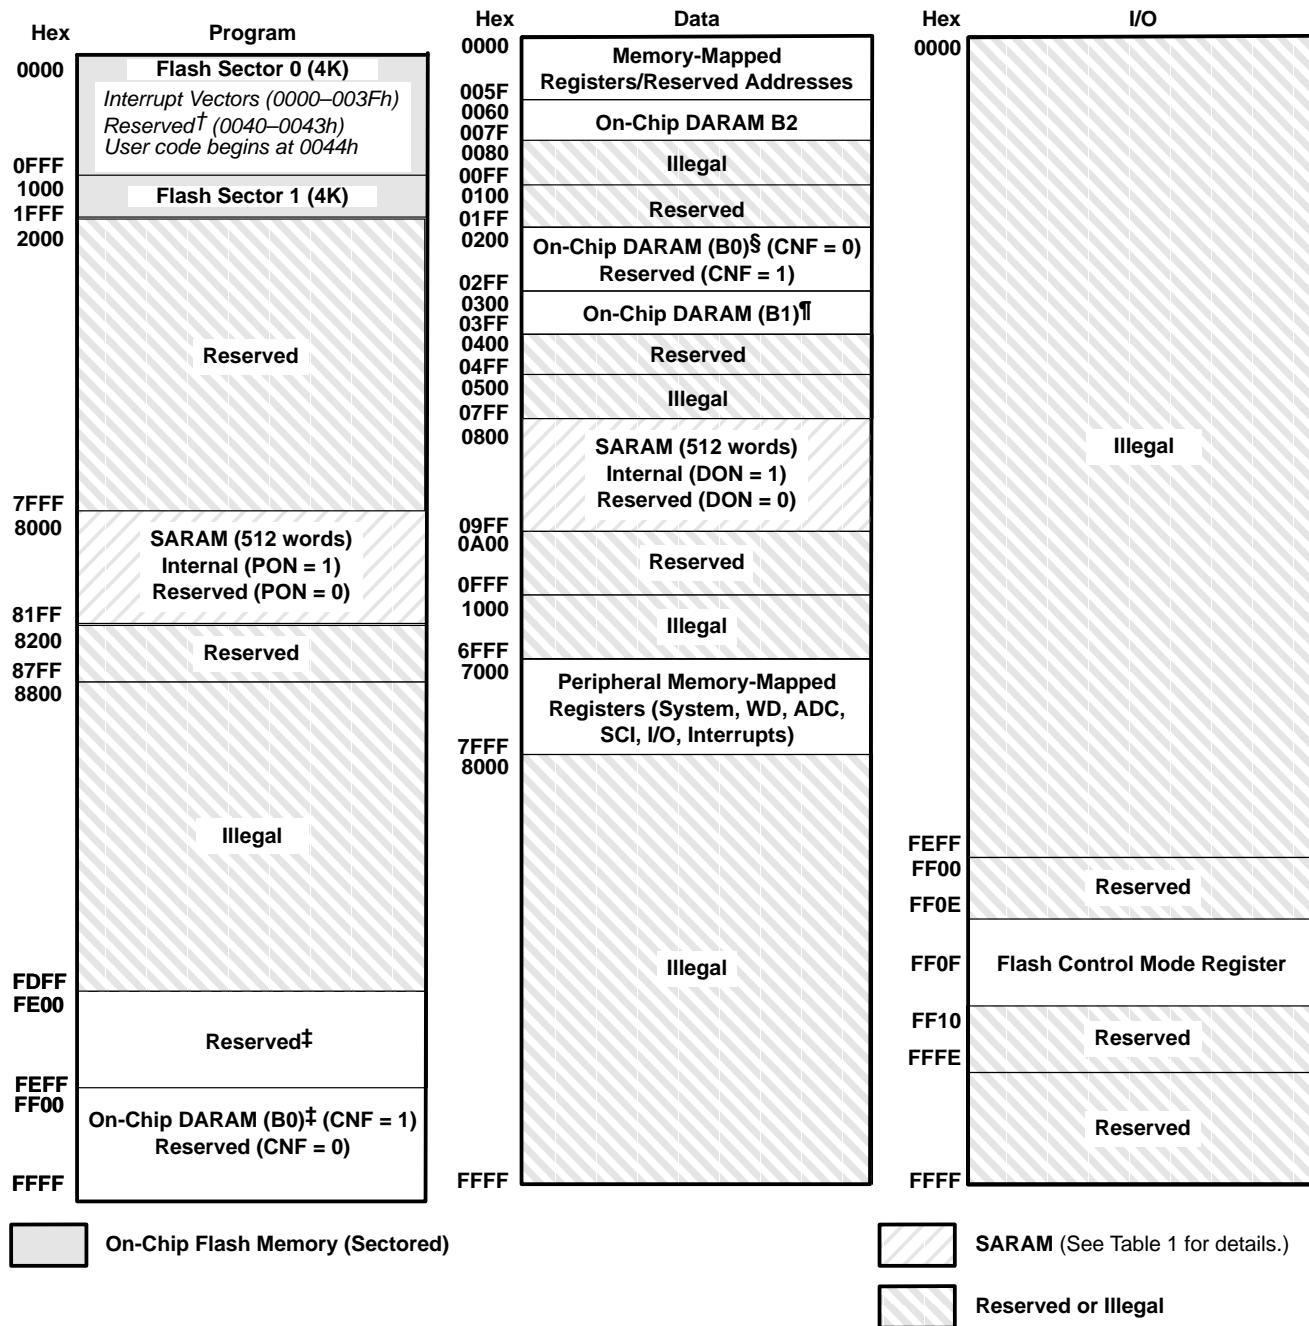 Hex Program
0000
Flash Sector 0 (4K)
Interrupt Vectors (0000–003Fh)
Reserved† (0040–0043h)
User code begins at 0044h
0FFF
1000
Flash Sector 1 (4K)
1FFF
2000
Reserved
7FFF
8000
SARAM (512 words)
Internal (PON = 1)
Reserved (PON = 0)
81FF
8200
Reserved
87FF
8800
Illegal
FDFF
FE00
Reserved‡
FEFF
FF00
On-Chip DARAM (B0)‡ (CNF = 1)
Reserved (CNF = 0)
FFFF
Hex Data
0000
Memory-Mapped
Registers/Reserved Addresses
005F
0060
On-Chip DARAM B2
007F
0080
Illegal
00FF
0100
Reserved
01FF
0200
On-Chip DARAM (B0)§ (CNF = 0)
Reserved (CNF = 1)
02FF
0300
On-Chip DARAM (B1)¶
03FF
0400
Reserved
04FF
0500
Illegal
07FF
0800
SARAM (512 words)
Internal (DON = 1)
Reserved (DON = 0)
09FF
0A00
Reserved
0FFF
1000
Illegal
6FFF
7000
Peripheral Memory-Mapped
Registers (System, WD, ADC,
SCI, I/O, Interrupts)
7FFF
8000
Illegal
FFFF
Hex I/O
0000
Illegal
FEFF
FF00
Reserved
FF0E
FF0F
Flash Control Mode Register
FF10
Reserved
FFFE
Reserved
FFFF
On-Chip Flash Memory (Sectored)
SARAM (See Table 1 for details.)
Reserved or Illegal